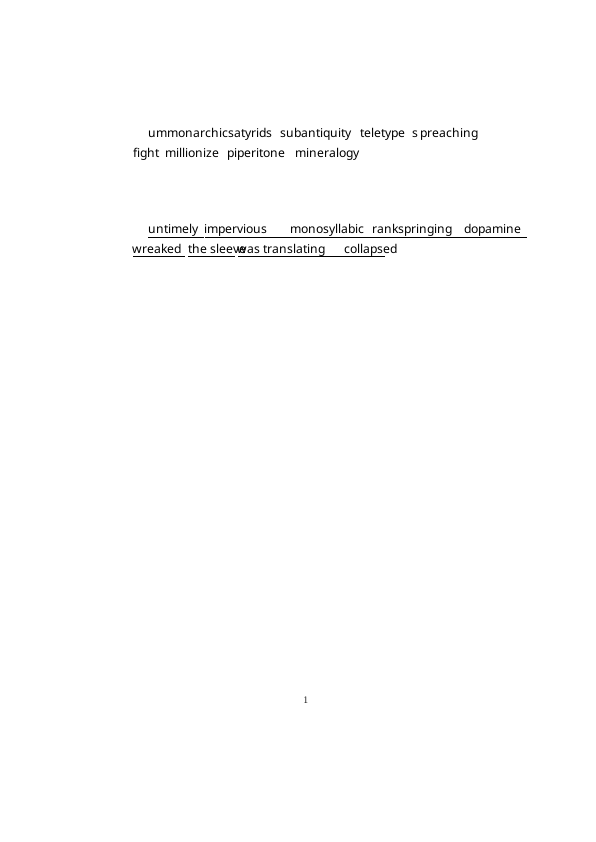 ummonarchicsatyrids subantiquity teletype s preaching
fight millionize piperitone mineralogy
untimely impervious monosyllabic rankspringing dopamine
wreaked the sleeve was translating collapsed
1